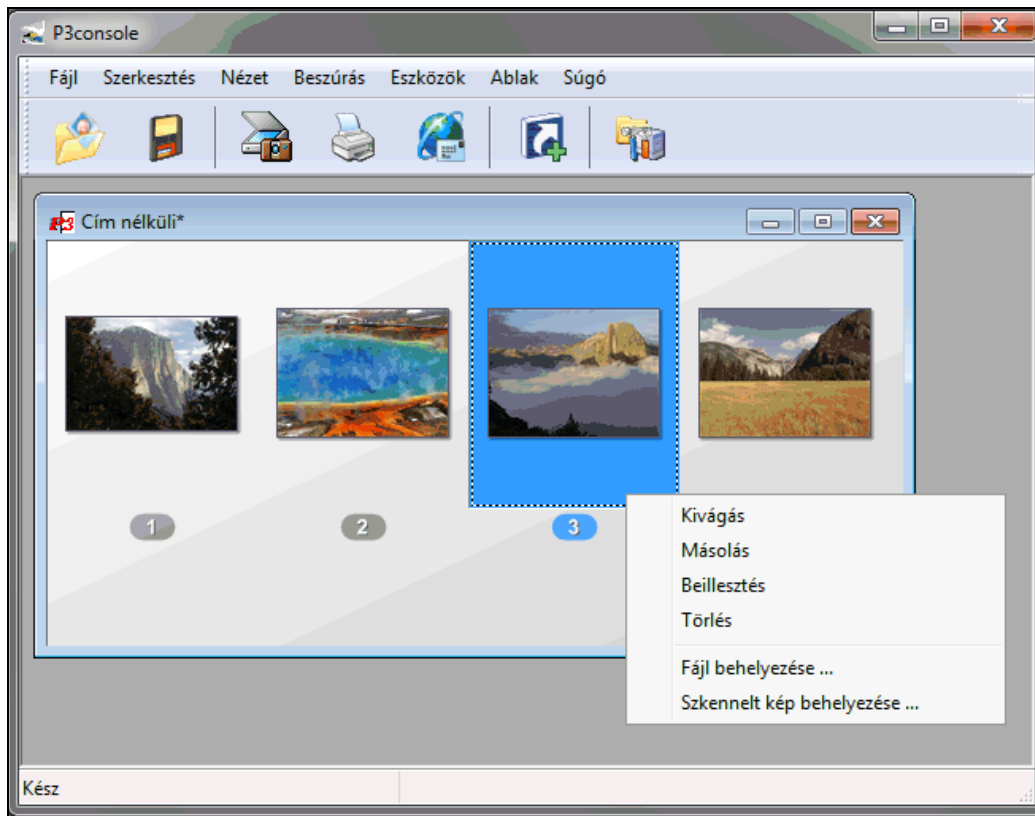 P3console
Fájl Szerkesztés Nézet Beszúrás Eszközök Ablak Súgó
P3 Cím nélküli*
1 2 3
Kivágás
Másolás
Beillesztés
Törlés
Fájl behelyezése ...
Szkennelt kép behelyezése ...
Kész